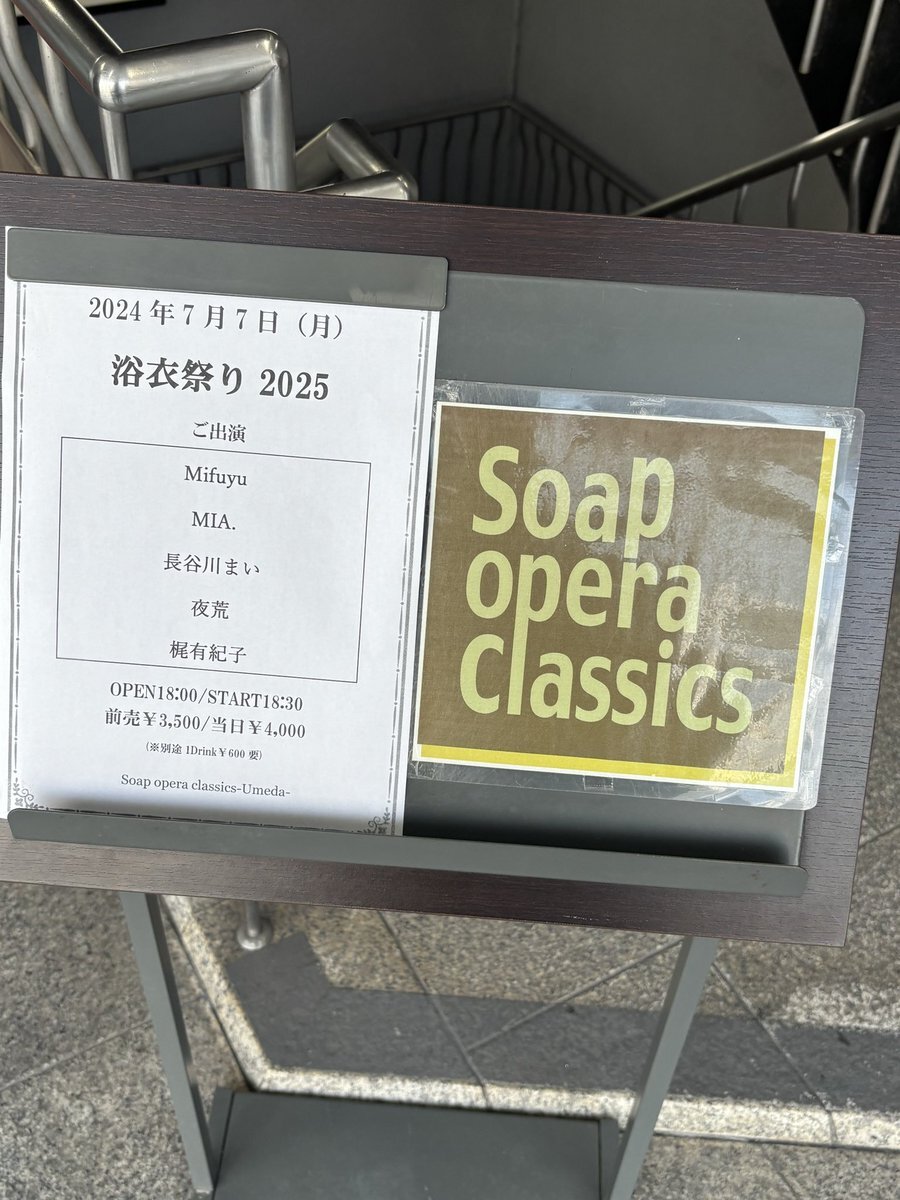 2024年7月7日（月）
浴衣祭り 2025
ご出演
Mifuyu
MIA.
長谷川まい
夜荒
梶有紀子
OPEN18:00/START18:30
前売￥3,500/当日￥4,000
（※別途 1Drink￥600 要）
Soap opera classics-Umeda-
Soap
opera
classics